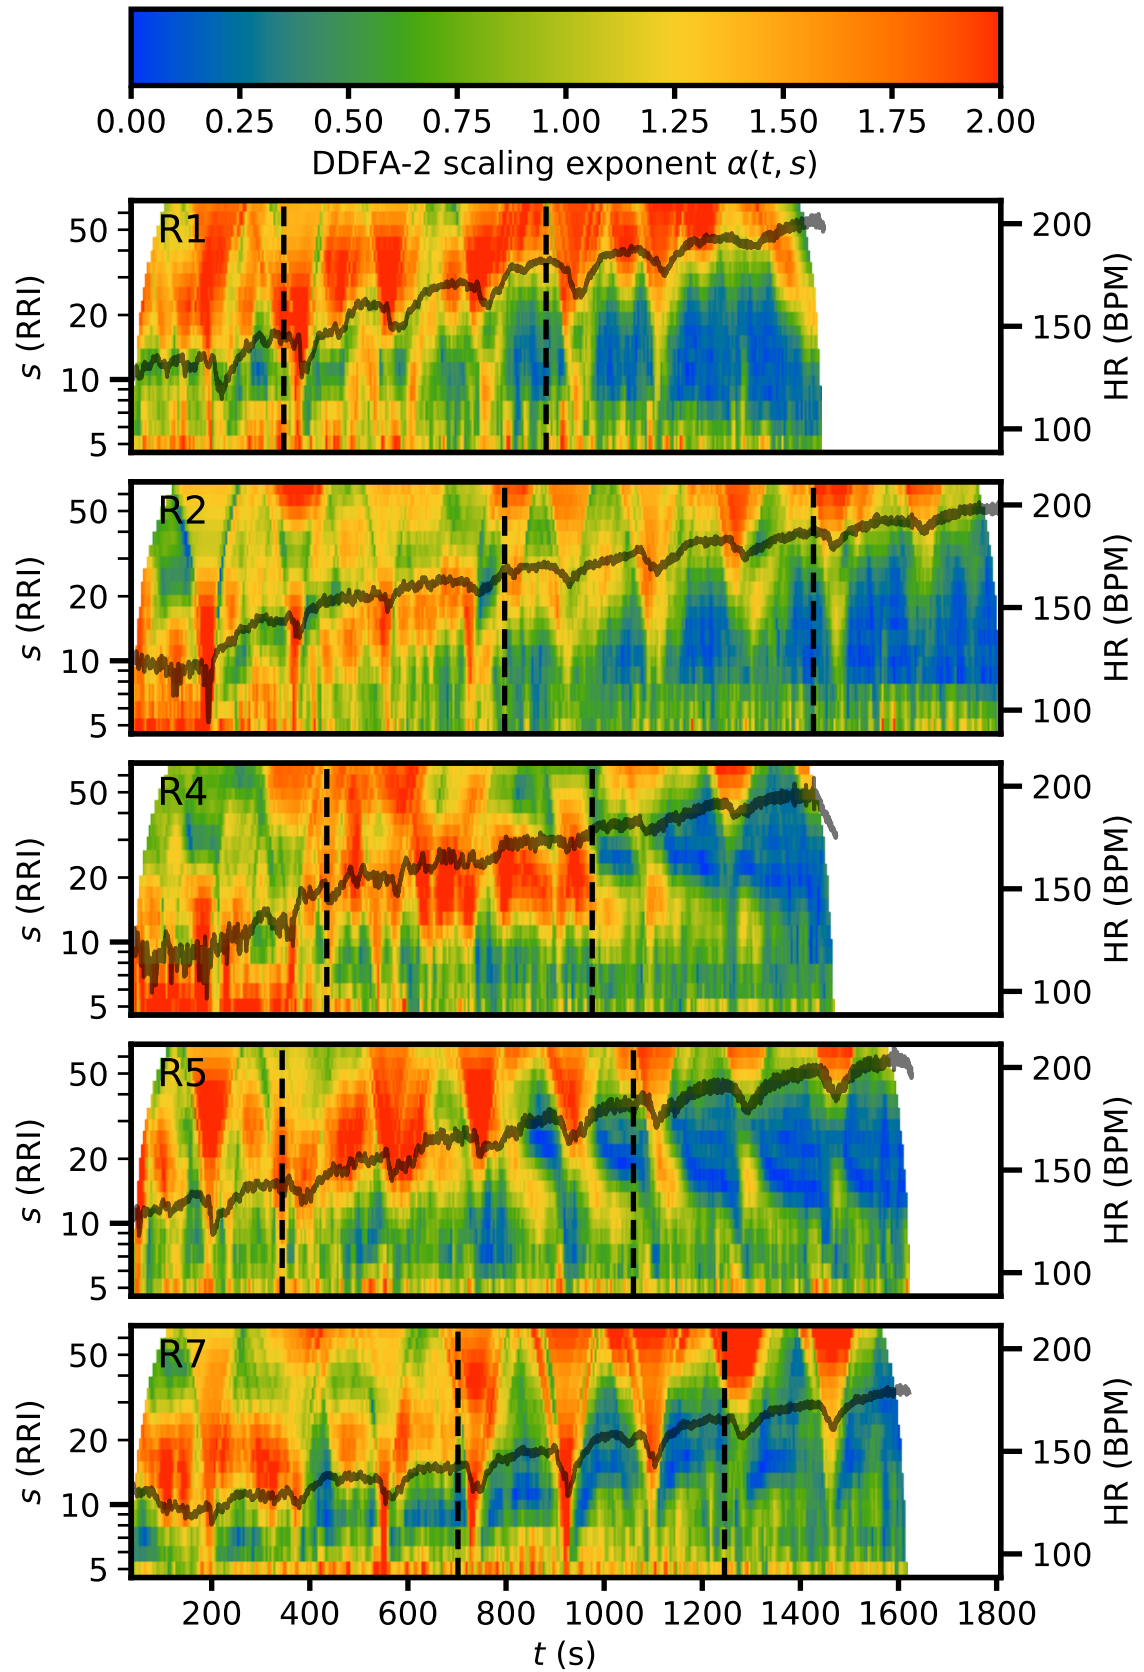 0.00 0.25 0.50 0.75 1.00 1.25 1.50 1.75 2.00
DDFA-2 scaling exponent α(t, s)
R1
50
20
10
5
s (RRI)
200
150
100
HR (BPM)
R2
50
20
10
5
s (RRI)
200
150
100
HR (BPM)
R4
50
20
10
5
s (RRI)
200
150
100
HR (BPM)
R5
50
20
10
5
s (RRI)
200
150
100
HR (BPM)
R7
50
20
10
5
s (RRI)
200
150
100
HR (BPM)
200 400 600 800 1000 1200 1400 1600 1800
t (s)